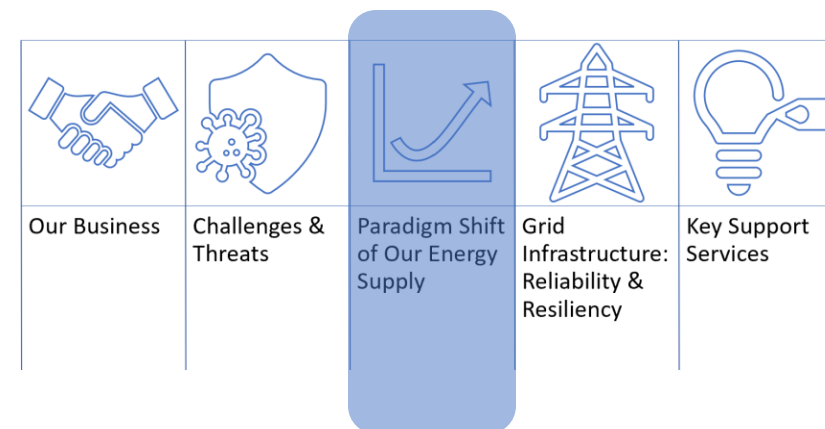 Our Business
Challenges &
Threats
Paradigm Shift
of Our Energy
Supply
Grid
Infrastructure:
Reliability &
Resiliency
Key Support
Services